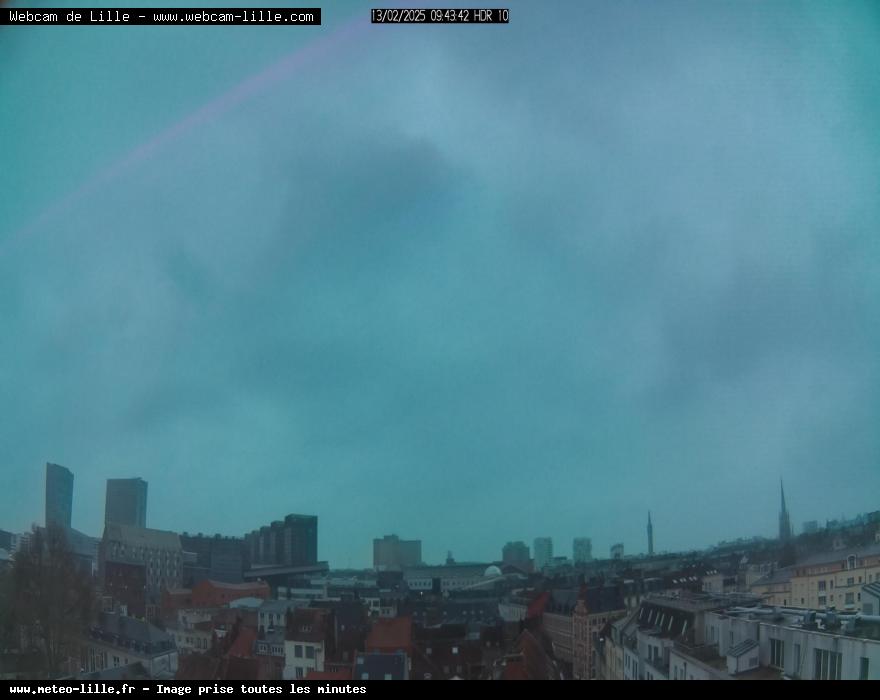 Webcam de Lille - www.webcam-lille.com
13/02/2025 09:43:42 HDR 10
www.meteo-lille.fr - Image prise toutes les minutes